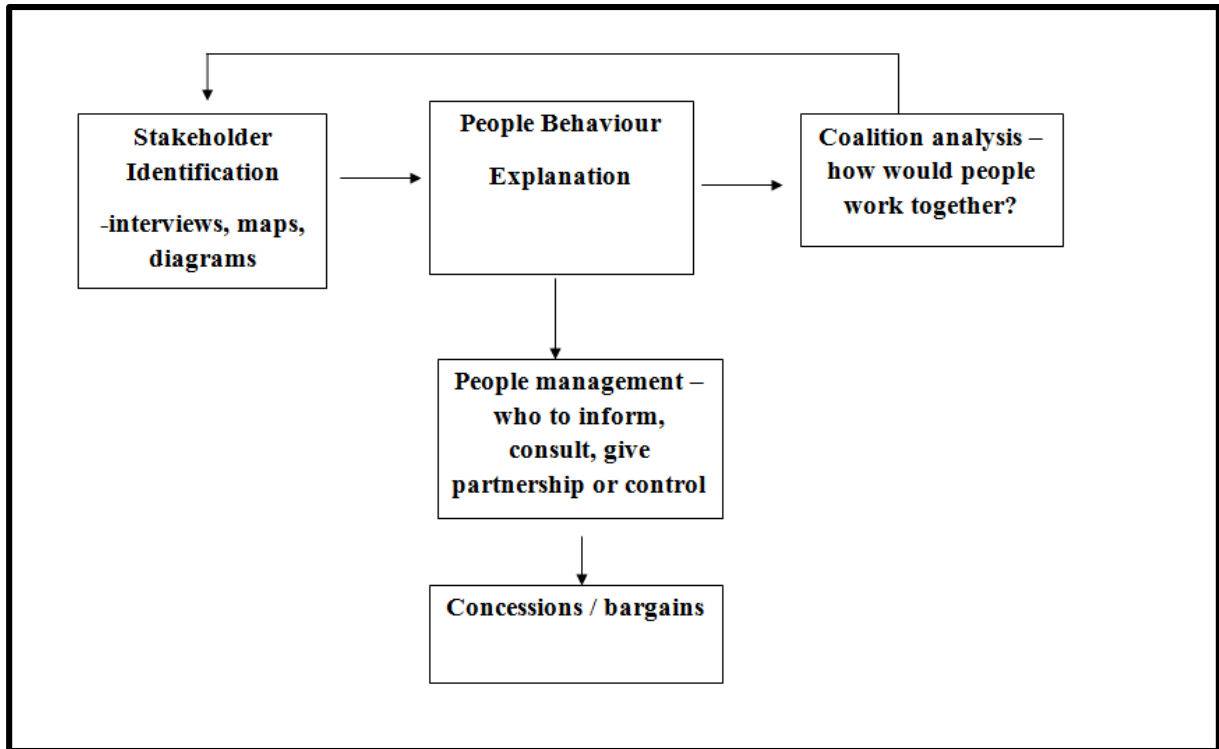 Stakeholder
Identification
-interviews, maps,
diagrams
People Behaviour
Explanation
Coalition analysis –
how would people
work together?
People management –
who to inform,
consult, give
partnership or control
Concessions / bargains